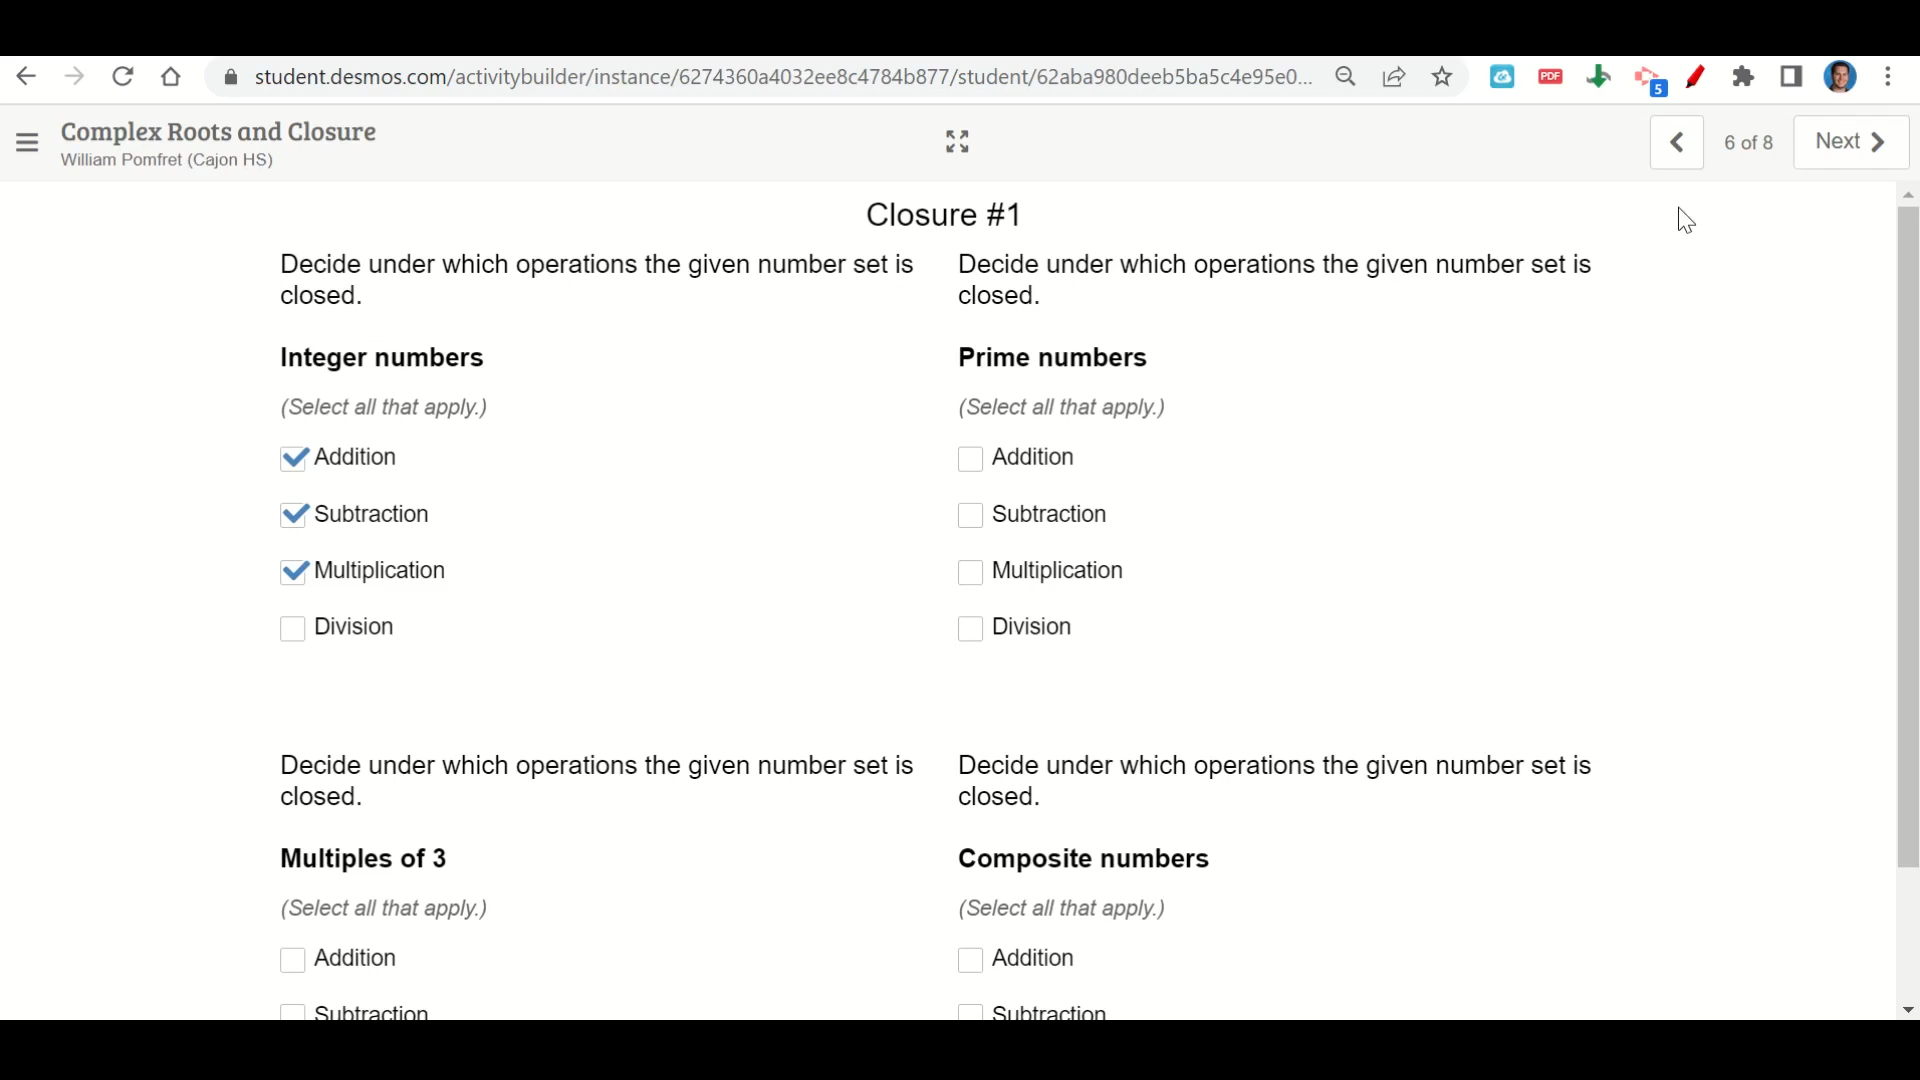 student.desmos.com/activitybuilder/instance/6274360a4032ee8c4784b877/student/62aba980deeb5ba5c4e95e0...
PDF
5
Complex Roots and Closure
William Pomfret (Cajon HS)
6 of 8
Next
Closure #1
Decide under which operations the given number set is
closed.
Integer numbers
(Select all that apply.)
Addition
Subtraction
Multiplication
Division
Decide under which operations the given number set is
closed.
Prime numbers
(Select all that apply.)
Addition
Subtraction
Multiplication
Division
Decide under which operations the given number set is
closed.
Multiples of 3
(Select all that apply.)
Addition
Subtraction
Decide under which operations the given number set is
closed.
Composite numbers
(Select all that apply.)
Addition
Subtraction